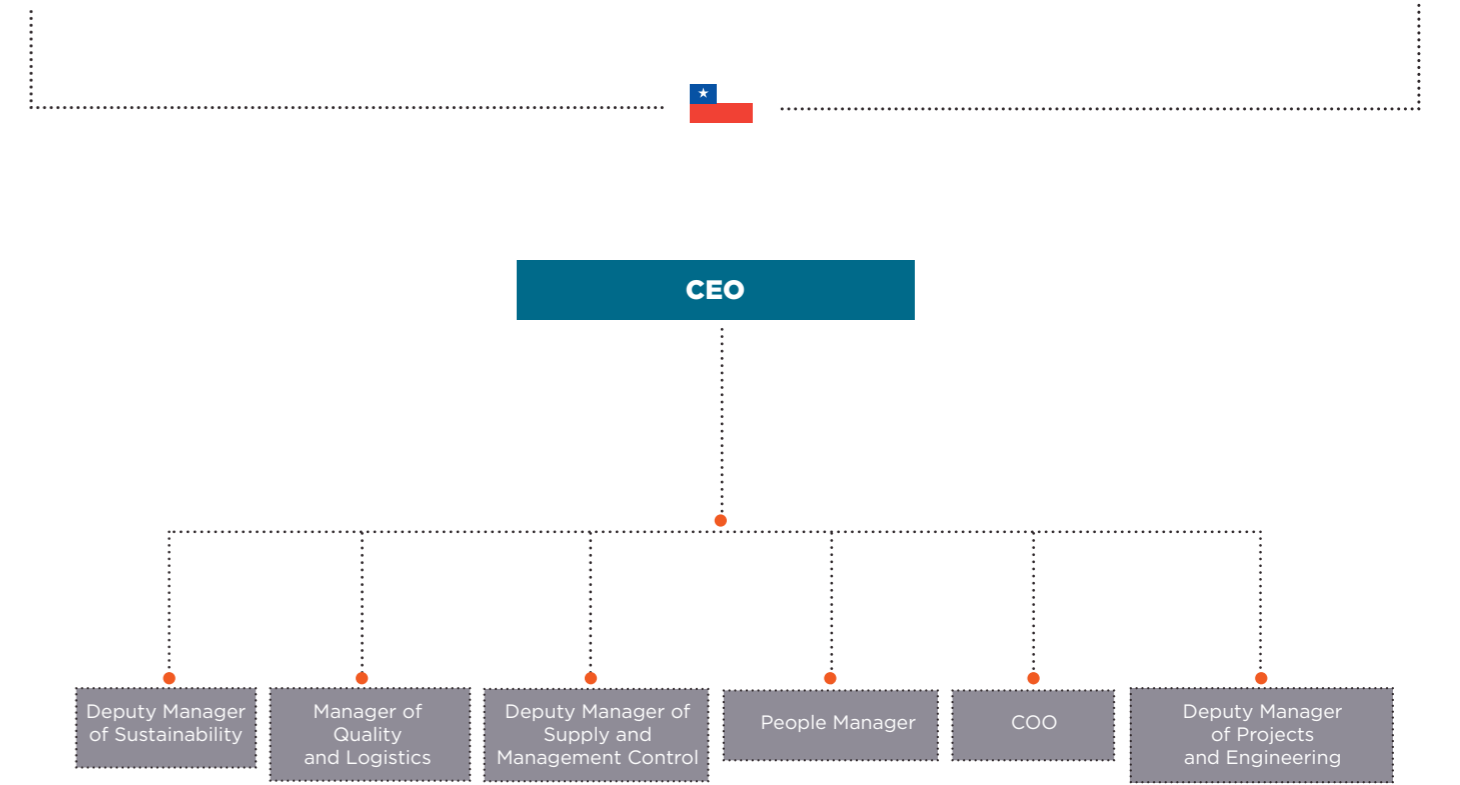 CEO
Deputy Manager
of Sustainability
Manager of
Quality
and Logistics
Deputy Manager of
Supply and
Management Control
People Manager
COO
Deputy Manager
of Projects
and Engineering